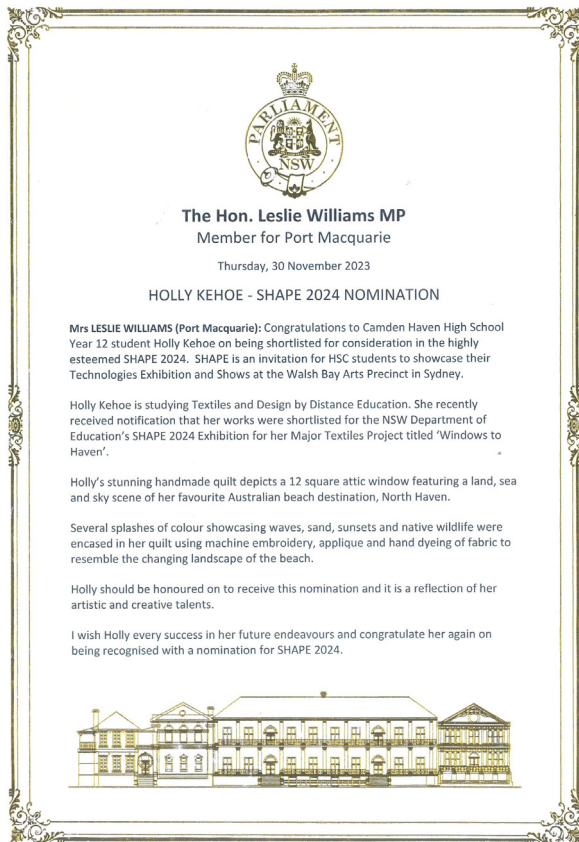 PARLIAMENT
NSW
The Hon. Leslie Williams MP
Member for Port Macquarie
Thursday, 30 November 2023
HOLLY KEHOE - SHAPE 2024 NOMINATION
Mrs LESLIE WILLIAMS (Port Macquarie): Congratulations to Camden Haven High School
Year 12 student Holly Kehoe on being shortlisted for consideration in the highly
esteemed SHAPE 2024. SHAPE is an invitation for HSC students to showcase their
Technologies Exhibition and Shows at the Walsh Bay Arts Precinct in Sydney.
Holly Kehoe is studying Textiles and Design by Distance Education. She recently
received notification that her works were shortlisted for the NSW Department of
Education's SHAPE 2024 Exhibition for her Major Textiles Project titled 'Windows to
Haven'.
Holly's stunning handmade quilt depicts a 12 square attic window featuring a land, sea
and sky scene of her favourite Australian beach destination, North Haven.
Several splashes of colour showcasing waves, sand, sunsets and native wildlife were
encased in her quilt using machine embroidery, applique and hand dyeing of fabric to
resemble the changing landscape of the beach.
Holly should be honoured on to receive this nomination and it is a reflection of her
artistic and creative talents.
I wish Holly every success in her future endeavours and congratulate her again on
being recognised with a nomination for SHAPE 2024.